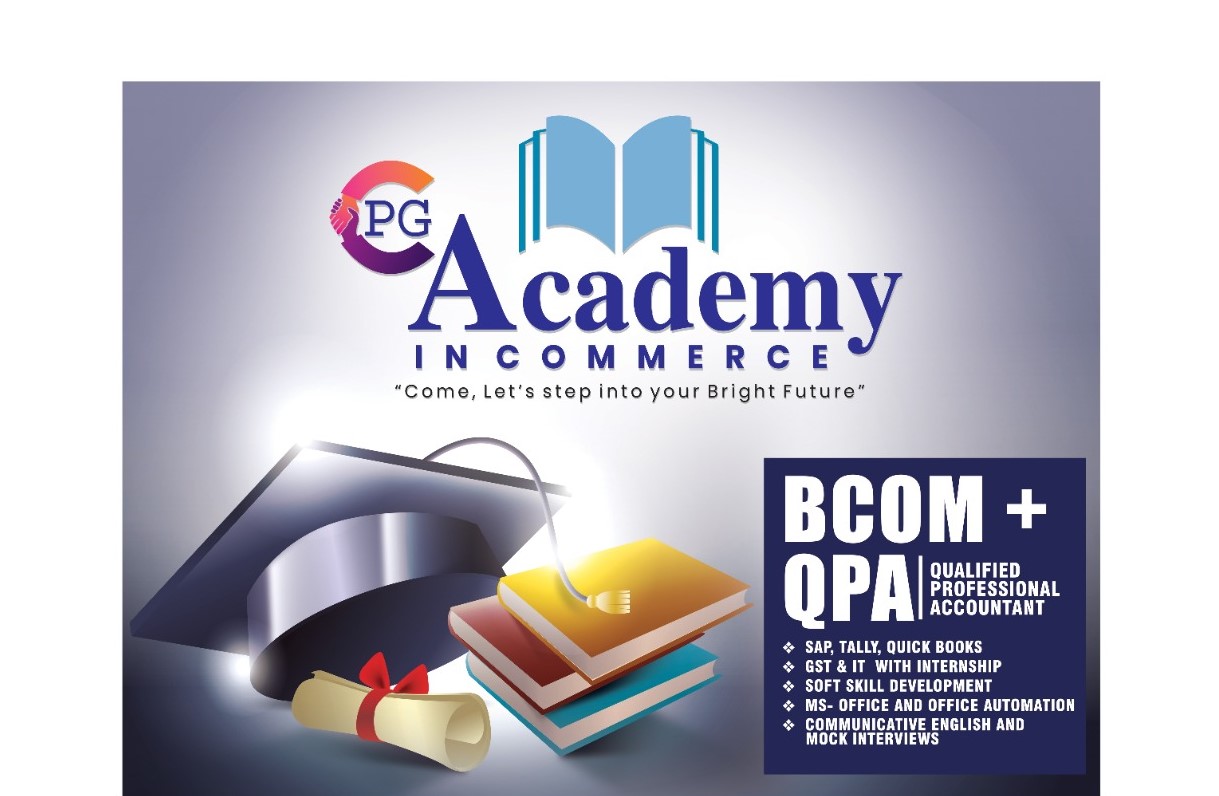 CPG
Academy
IN COMMERCE
“Come, Let's step into your Bright Future”
BCOM +
QPA
QUALIFIED
PROFESSIONAL
ACCOUNTANT
❖ SAP, TALLY, QUICK BOOKS
❖ GST & IT WITH INTERNSHIP
❖ SOFT SKILL DEVELOPMENT
❖ MS- OFFICE AND OFFICE AUTOMATION
❖ COMMUNICATIVE ENGLISH AND
MOCK INTERVIEWS